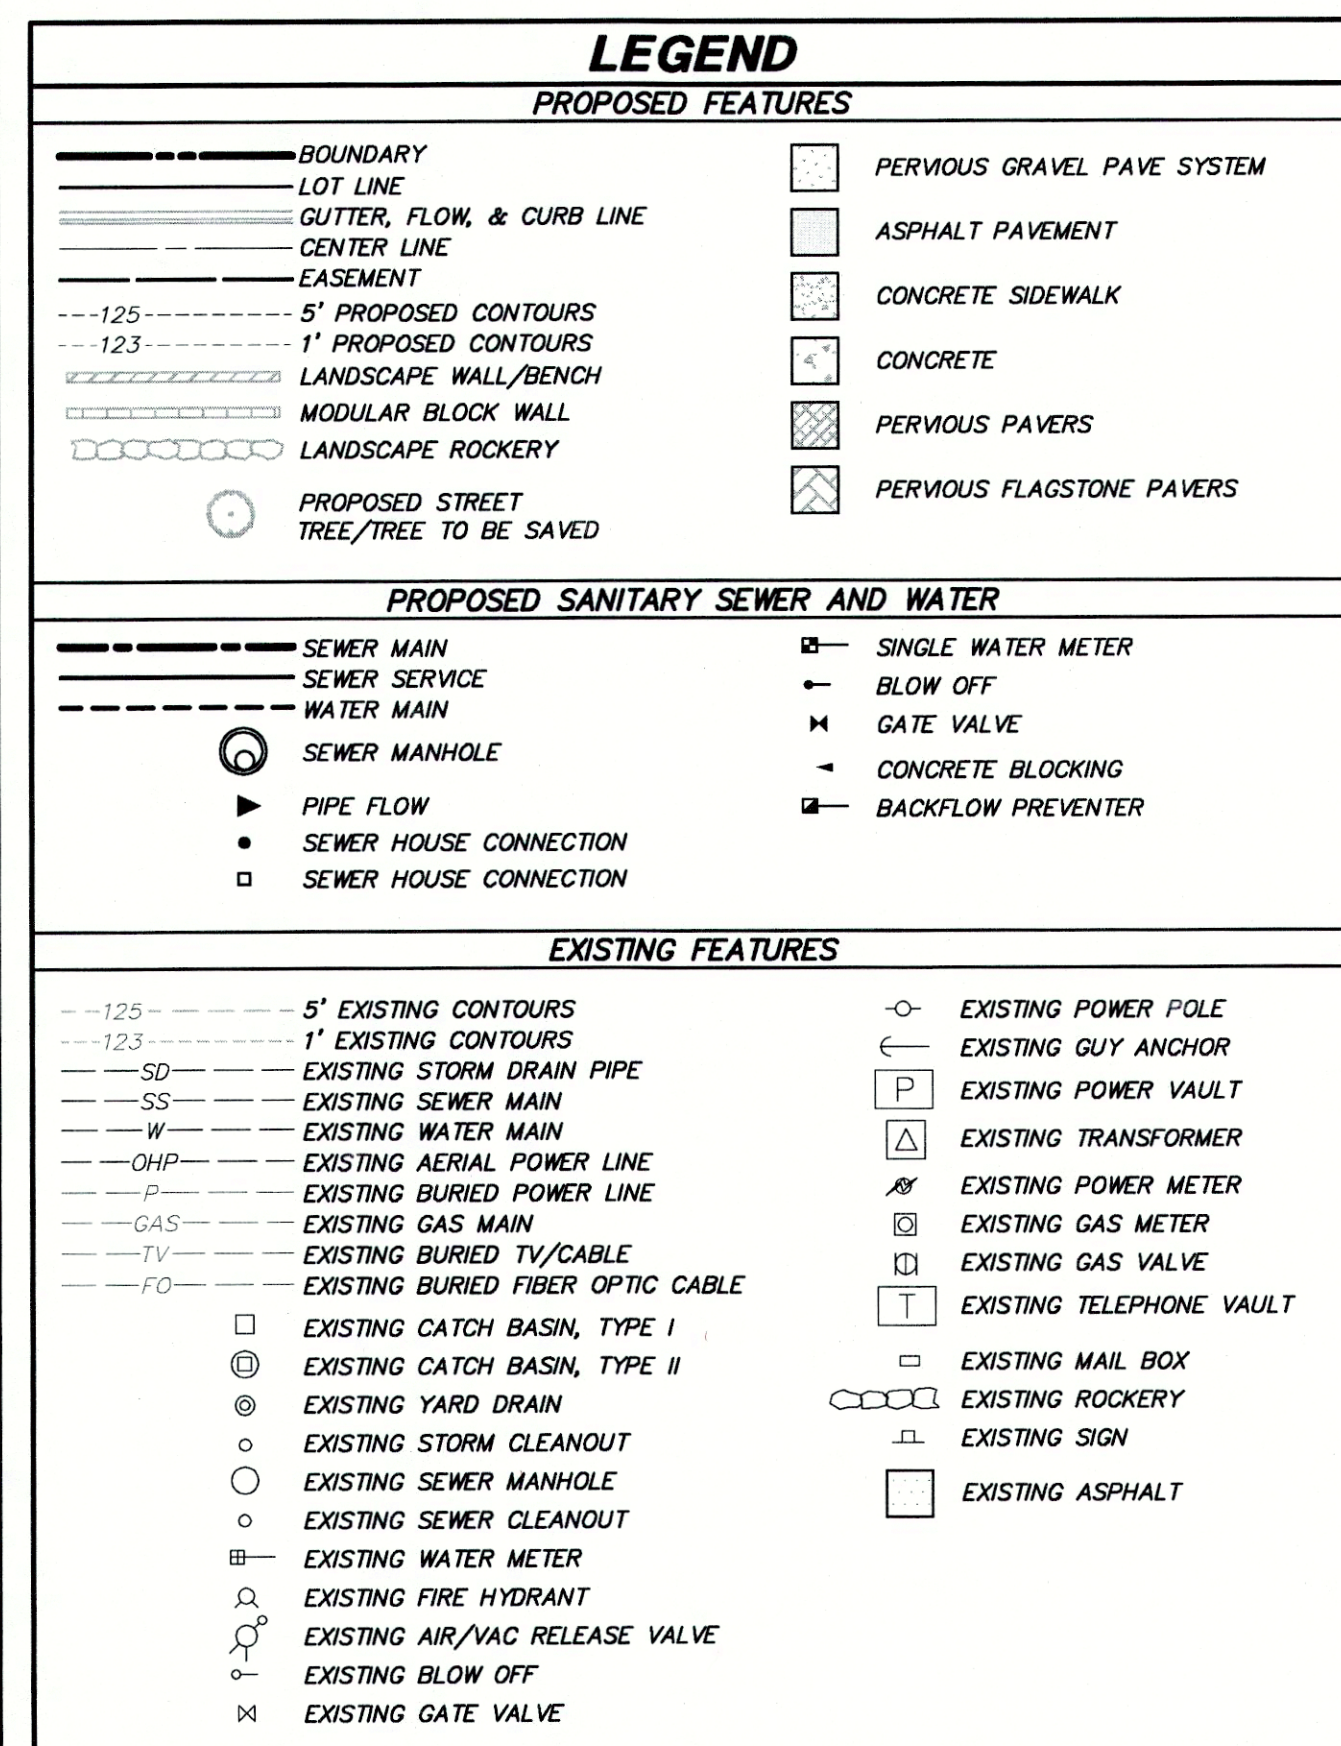 LEGEND
PROPOSED FEATURES
BOUNDARY
LOT LINE
GUTTER, FLOW, & CURB LINE
CENTER LINE
EASEMENT
125 5' PROPOSED CONTOURS
123 1' PROPOSED CONTOURS
LANDSCAPE WALL/BENCH
MODULAR BLOCK WALL
LANDSCAPE ROCKERY
PROPOSED STREET
TREE/TREE TO BE SAVED
PERVIOUS GRAVEL PAVE SYSTEM
ASPHALT PAVEMENT
CONCRETE SIDEWALK
CONCRETE
PERVIOUS PAVERS
PERVIOUS FLAGSTONE PAVERS
PROPOSED SANITARY SEWER AND WATER
SEWER MAIN
SEWER SERVICE
WATER MAIN
SEWER MANHOLE
PIPE FLOW
SEWER HOUSE CONNECTION
SEWER HOUSE CONNECTION
SINGLE WATER METER
BLOW OFF
GATE VALVE
CONCRETE BLOCKING
BACKFLOW PREVENTER
EXISTING FEATURES
125 5' EXISTING CONTOURS
123 1' EXISTING CONTOURS
SD EXISTING STORM DRAIN PIPE
SS EXISTING SEWER MAIN
W EXISTING WATER MAIN
OHP EXISTING AERIAL POWER LINE
P EXISTING BURIED POWER LINE
GAS EXISTING GAS MAIN
TV EXISTING BURIED TV/CABLE
FO EXISTING BURIED FIBER OPTIC CABLE
EXISTING CATCH BASIN, TYPE I
EXISTING CATCH BASIN, TYPE II
EXISTING YARD DRAIN
EXISTING STORM CLEANOUT
EXISTING SEWER MANHOLE
EXISTING SEWER CLEANOUT
EXISTING WATER METER
EXISTING FIRE HYDRANT
EXISTING AIR/VAC RELEASE VALVE
EXISTING BLOW OFF
EXISTING GATE VALVE
EXISTING POWER POLE
EXISTING GUY ANCHOR
P EXISTING POWER VAULT
EXISTING TRANSFORMER
EXISTING POWER METER
EXISTING GAS METER
EXISTING GAS VALVE
T EXISTING TELEPHONE VAULT
EXISTING MAIL BOX
EXISTING ROCKERY
EXISTING SIGN
EXISTING ASPHALT